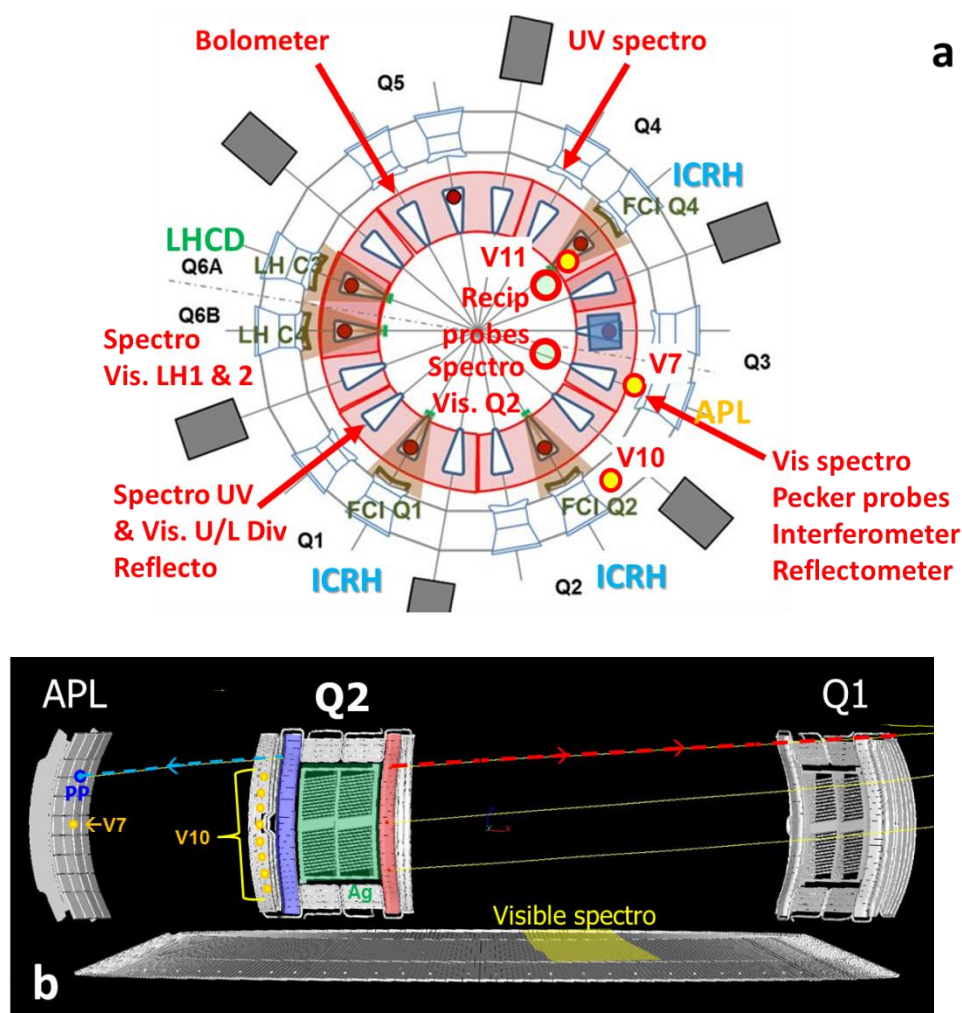 Bolometer
UV spectro
a
Q5
Q4
ICRH
FCI Q4
LHCD
V11
Q6A
LH C3
Recip
probes
Q6B
LH C4
Spectro
Vis. LH1 & 2
Spectro
Vis. Q2
V7
Q3
APL
V10
Vis spectro
Pecker probes
Interferometer
Reflectometer
Spectro UV
& Vis. U/L Div
Reflecto
FCI Q1
FCI Q2
Q1
ICRH
Q2
ICRH
APL
Q2
Q1
PP
←V7
V10
Ag
Visible spectro
b